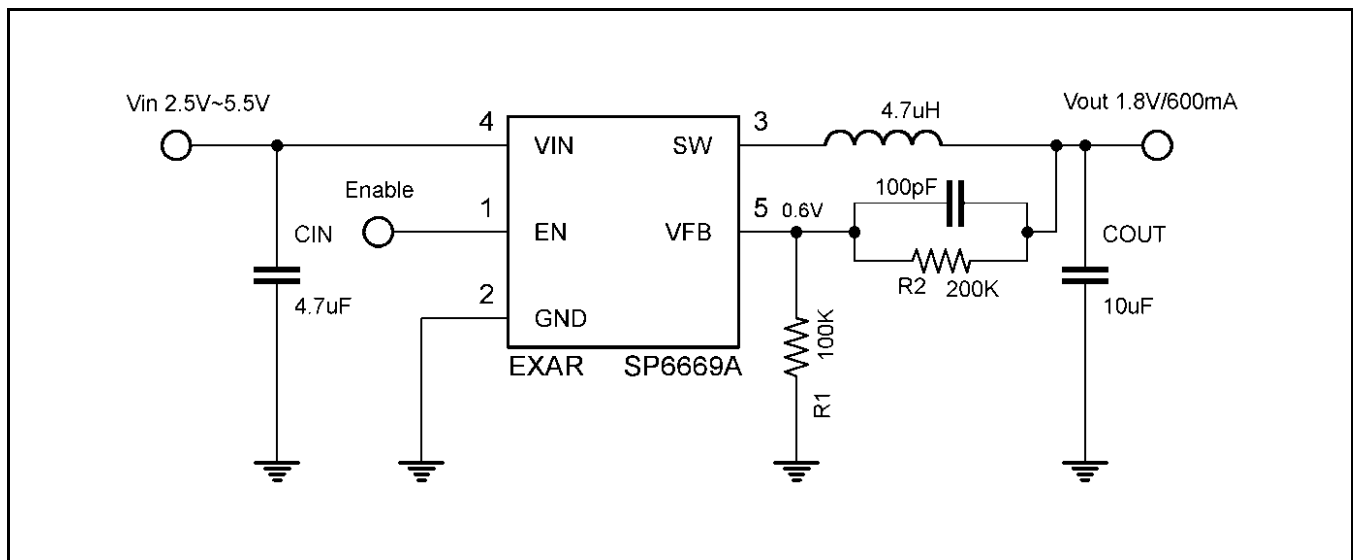 Vin 2.5V~5.5V
4
VIN
SW
3
4.7uH
Vout 1.8V/600mA
Enable
1
EN
VFB
5
0.6V
100pF
R2
200K
CIN
4.7uF
2
GND
COUT
10uF
100K
R1
EXAR SP6669A